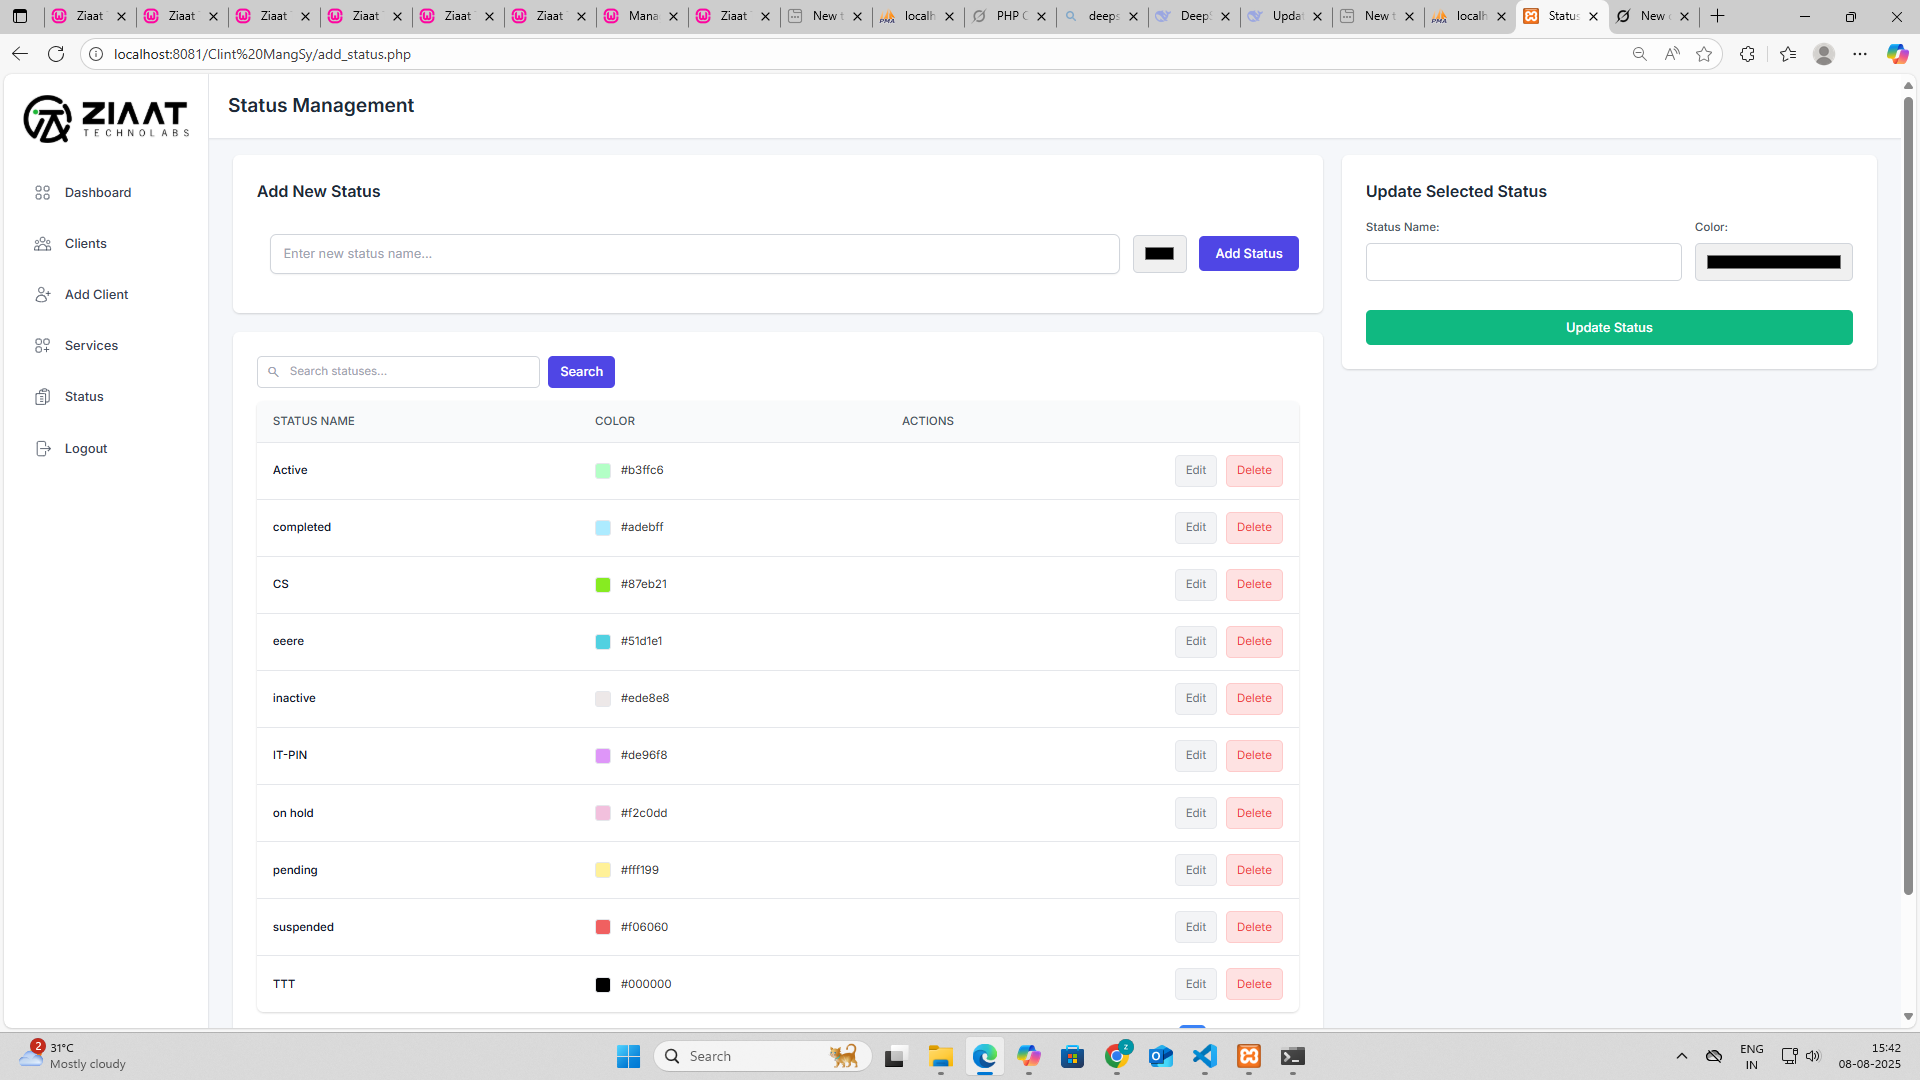 Ziaat
Ziaat
Ziaat
Ziaat
Ziaat
Ziaat
Mana
Ziaat
New t
localh
PHP C
deeps
DeepS
Updat
New t
localh
Status
New c
localhost:8081/Clint%20MangSy/add_status.php
ZIAAT
TECHNOLABS
Dashboard
Clients
Add Client
Services
Status
Logout
Status Management
Add New Status
Enter new status name...
Add Status
Update Selected Status
Status Name:
Color:
Update Status
Search statuses...
Search
STATUS NAME COLOR ACTIONS
Active #b3ffc6 Edit Delete
completed #adebff Edit Delete
CS #87eb21 Edit Delete
eeere #51d1e1 Edit Delete
inactive #ede8e8 Edit Delete
IT-PIN #de96f8 Edit Delete
on hold #f2c0dd Edit Delete
pending #fff199 Edit Delete
suspended #f06060 Edit Delete
TTT #000000 Edit Delete
2
31°C
Mostly cloudy
Search
ENG
IN
15:42
08-08-2025